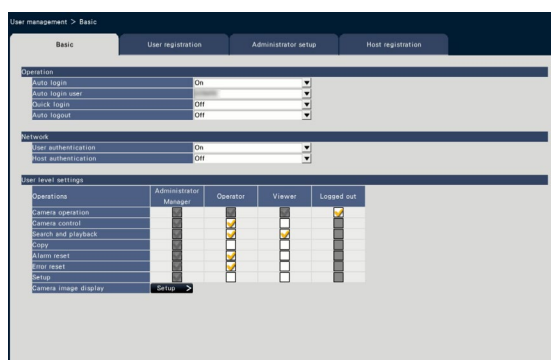 User management > Basic
Basic User registration Administrator setup Host registration
Operation
Auto login On
Auto login user
Quick login Off
Auto logout Off
Network
User authentication On
Host authentication Off
User level settings
Operations Administrator Manager Operator Viewer Logged out
Camera operation
Camera control
Search and playback
Copy
Alarm reset
Error reset
Setup
Camera image display Setup >